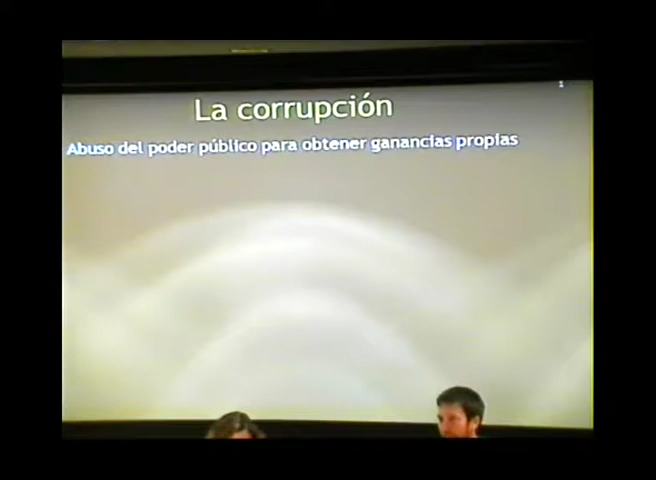 La corrupción
Abuso del poder público para obtener ganancias propias